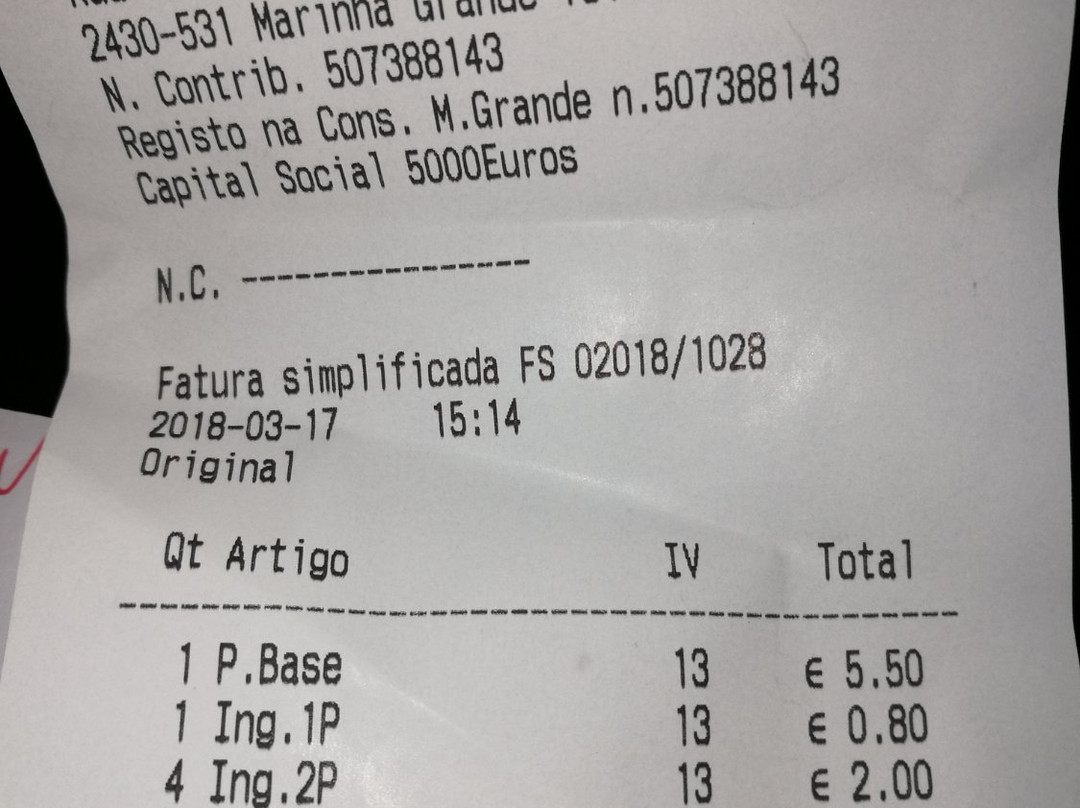 2430-531 Marinha Grande
N. Contrib. 507388143
Registo na Cons. M.Grande n.507388143
Capital Social 5000Euros
N.C. ----------------
Fatura simplificada FS 02018/1028
2018-03-17 15:14
Original
Qt Artigo IV Total
1 P.Base 13 € 5.50
1 Ing.1P 13 € 0.80
4 Ing.2P 13 € 2.00